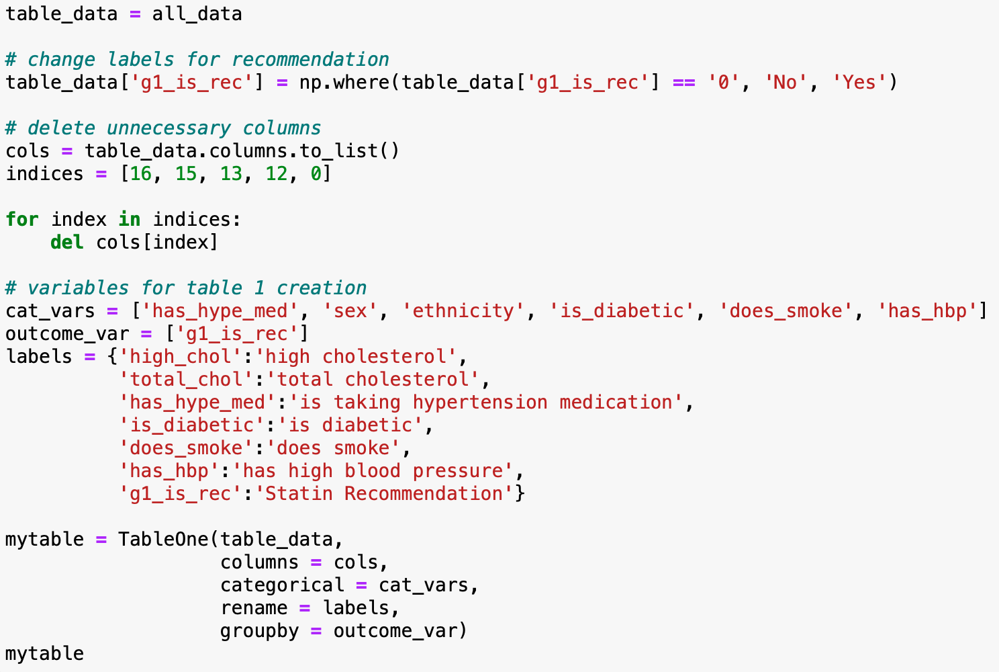 table_data = all_data
# change labels for recommendation
table_data['g1_is_rec'] = np.where(table_data['g1_is_rec'] == '0', 'No', 'Yes')
# delete unnecessary columns
cols = table_data.columns.to_list()
indices = [16, 15, 13, 12, 0]
for index in indices:
    del cols[index]
# variables for table 1 creation
cat_vars = ['has_hype_med', 'sex', 'ethnicity', 'is_diabetic', 'does_smoke', 'has_hbp']
outcome_var = ['g1_is_rec']
labels = {'high_chol':'high cholesterol',
          'total_chol':'total cholesterol',
          'has_hype_med':'is taking hypertension medication',
          'is_diabetic':'is diabetic',
          'does_smoke':'does smoke',
          'has_hbp':'has high blood pressure',
          'g1_is_rec':'Statin Recommendation'}
mytable = TableOne(table_data,
                   columns = cols,
                   categorical = cat_vars,
                   rename = labels,
                   groupby = outcome_var)
mytable